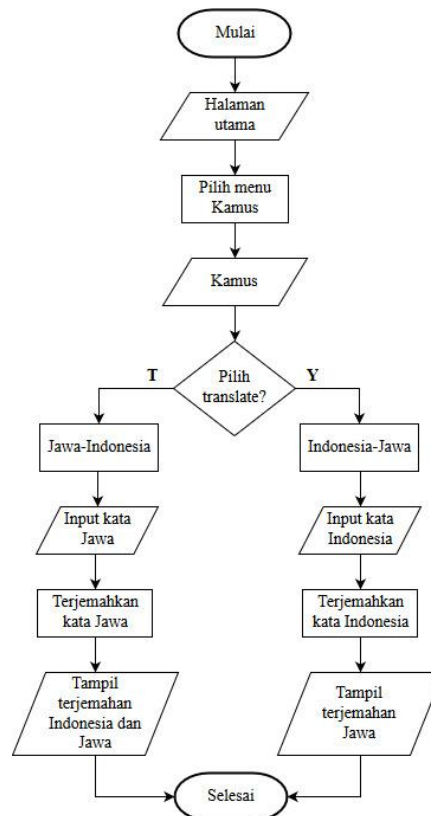 Mulai
Halaman
utama
Pilih menu
Kamus
Kamus
T
Pilih
translate?
Y
Jawa-Indonesia
Indonesia-Jawa
Input kata
Jawa
Input kata
Indonesia
Terjemahkan
kata Jawa
Terjemahkan
kata Indonesia
Tampil
terjemahan
Indonesia dan
Jawa
Tampil
terjemahan
Jawa
Selesai